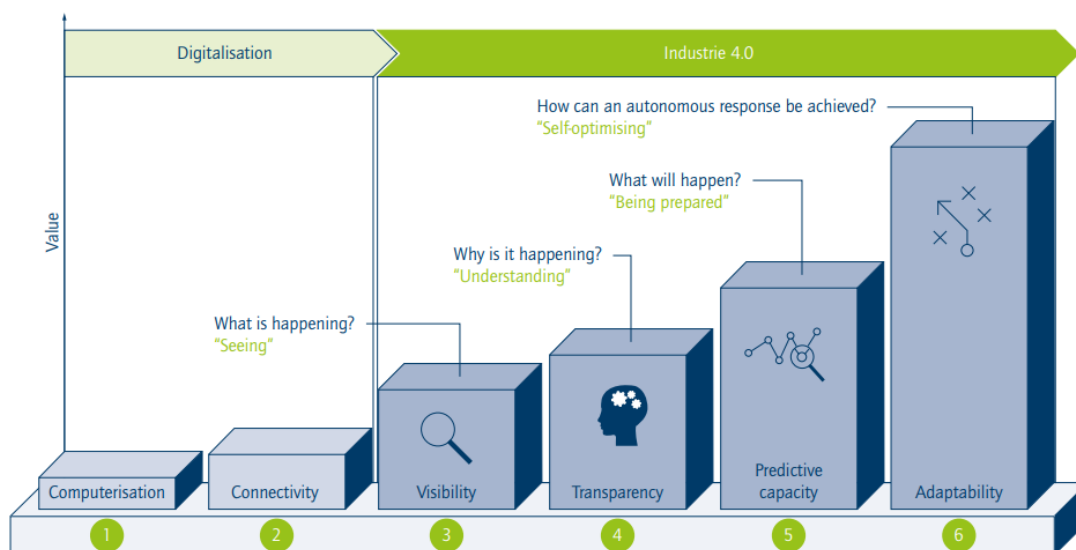 Digitalisation
Industrie 4.0
How can an autonomous response be achieved?
"Self-optimising"
What will happen?
"Being prepared"
Value
Why is it happening?
"Understanding"
What is happening?
"Seeing"
Computerisation
Connectivity
Visibility
Transparency
Predictive
capacity
Adaptability
1
2
3
4
5
6